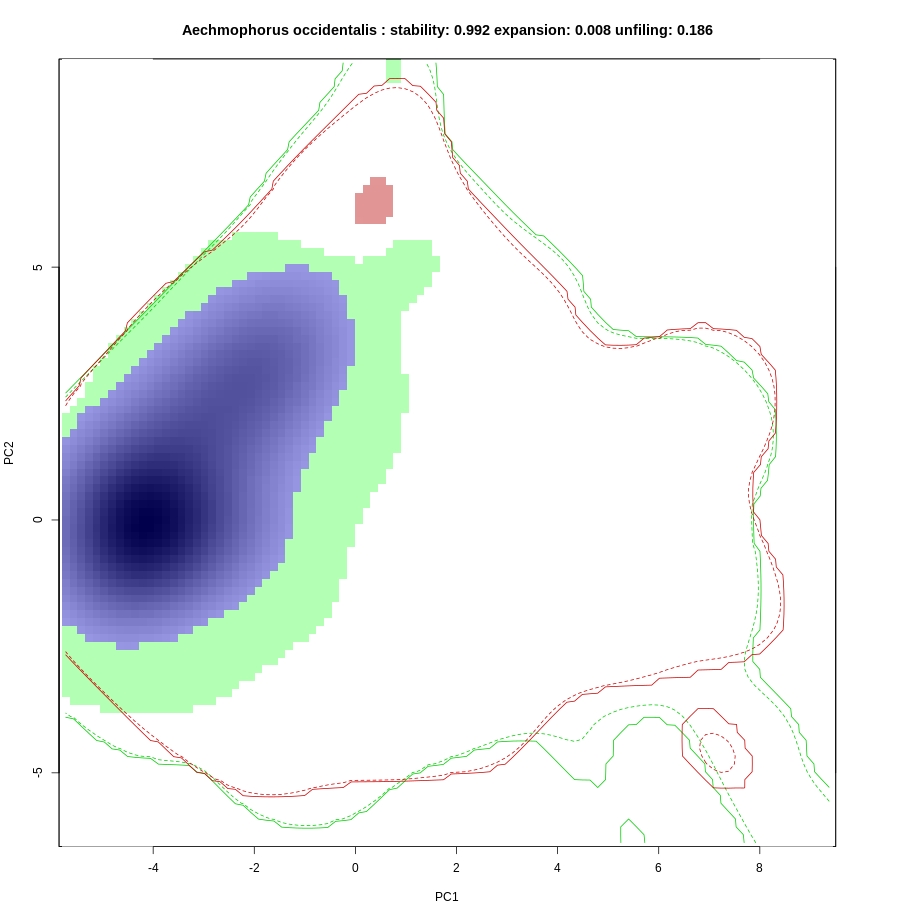 Aechmophorus occidentalis : stability: 0.992 expansion: 0.008 unfiling: 0.186
5
0
-5
PC2
-4 -2 0 2 4 6 8
PC1